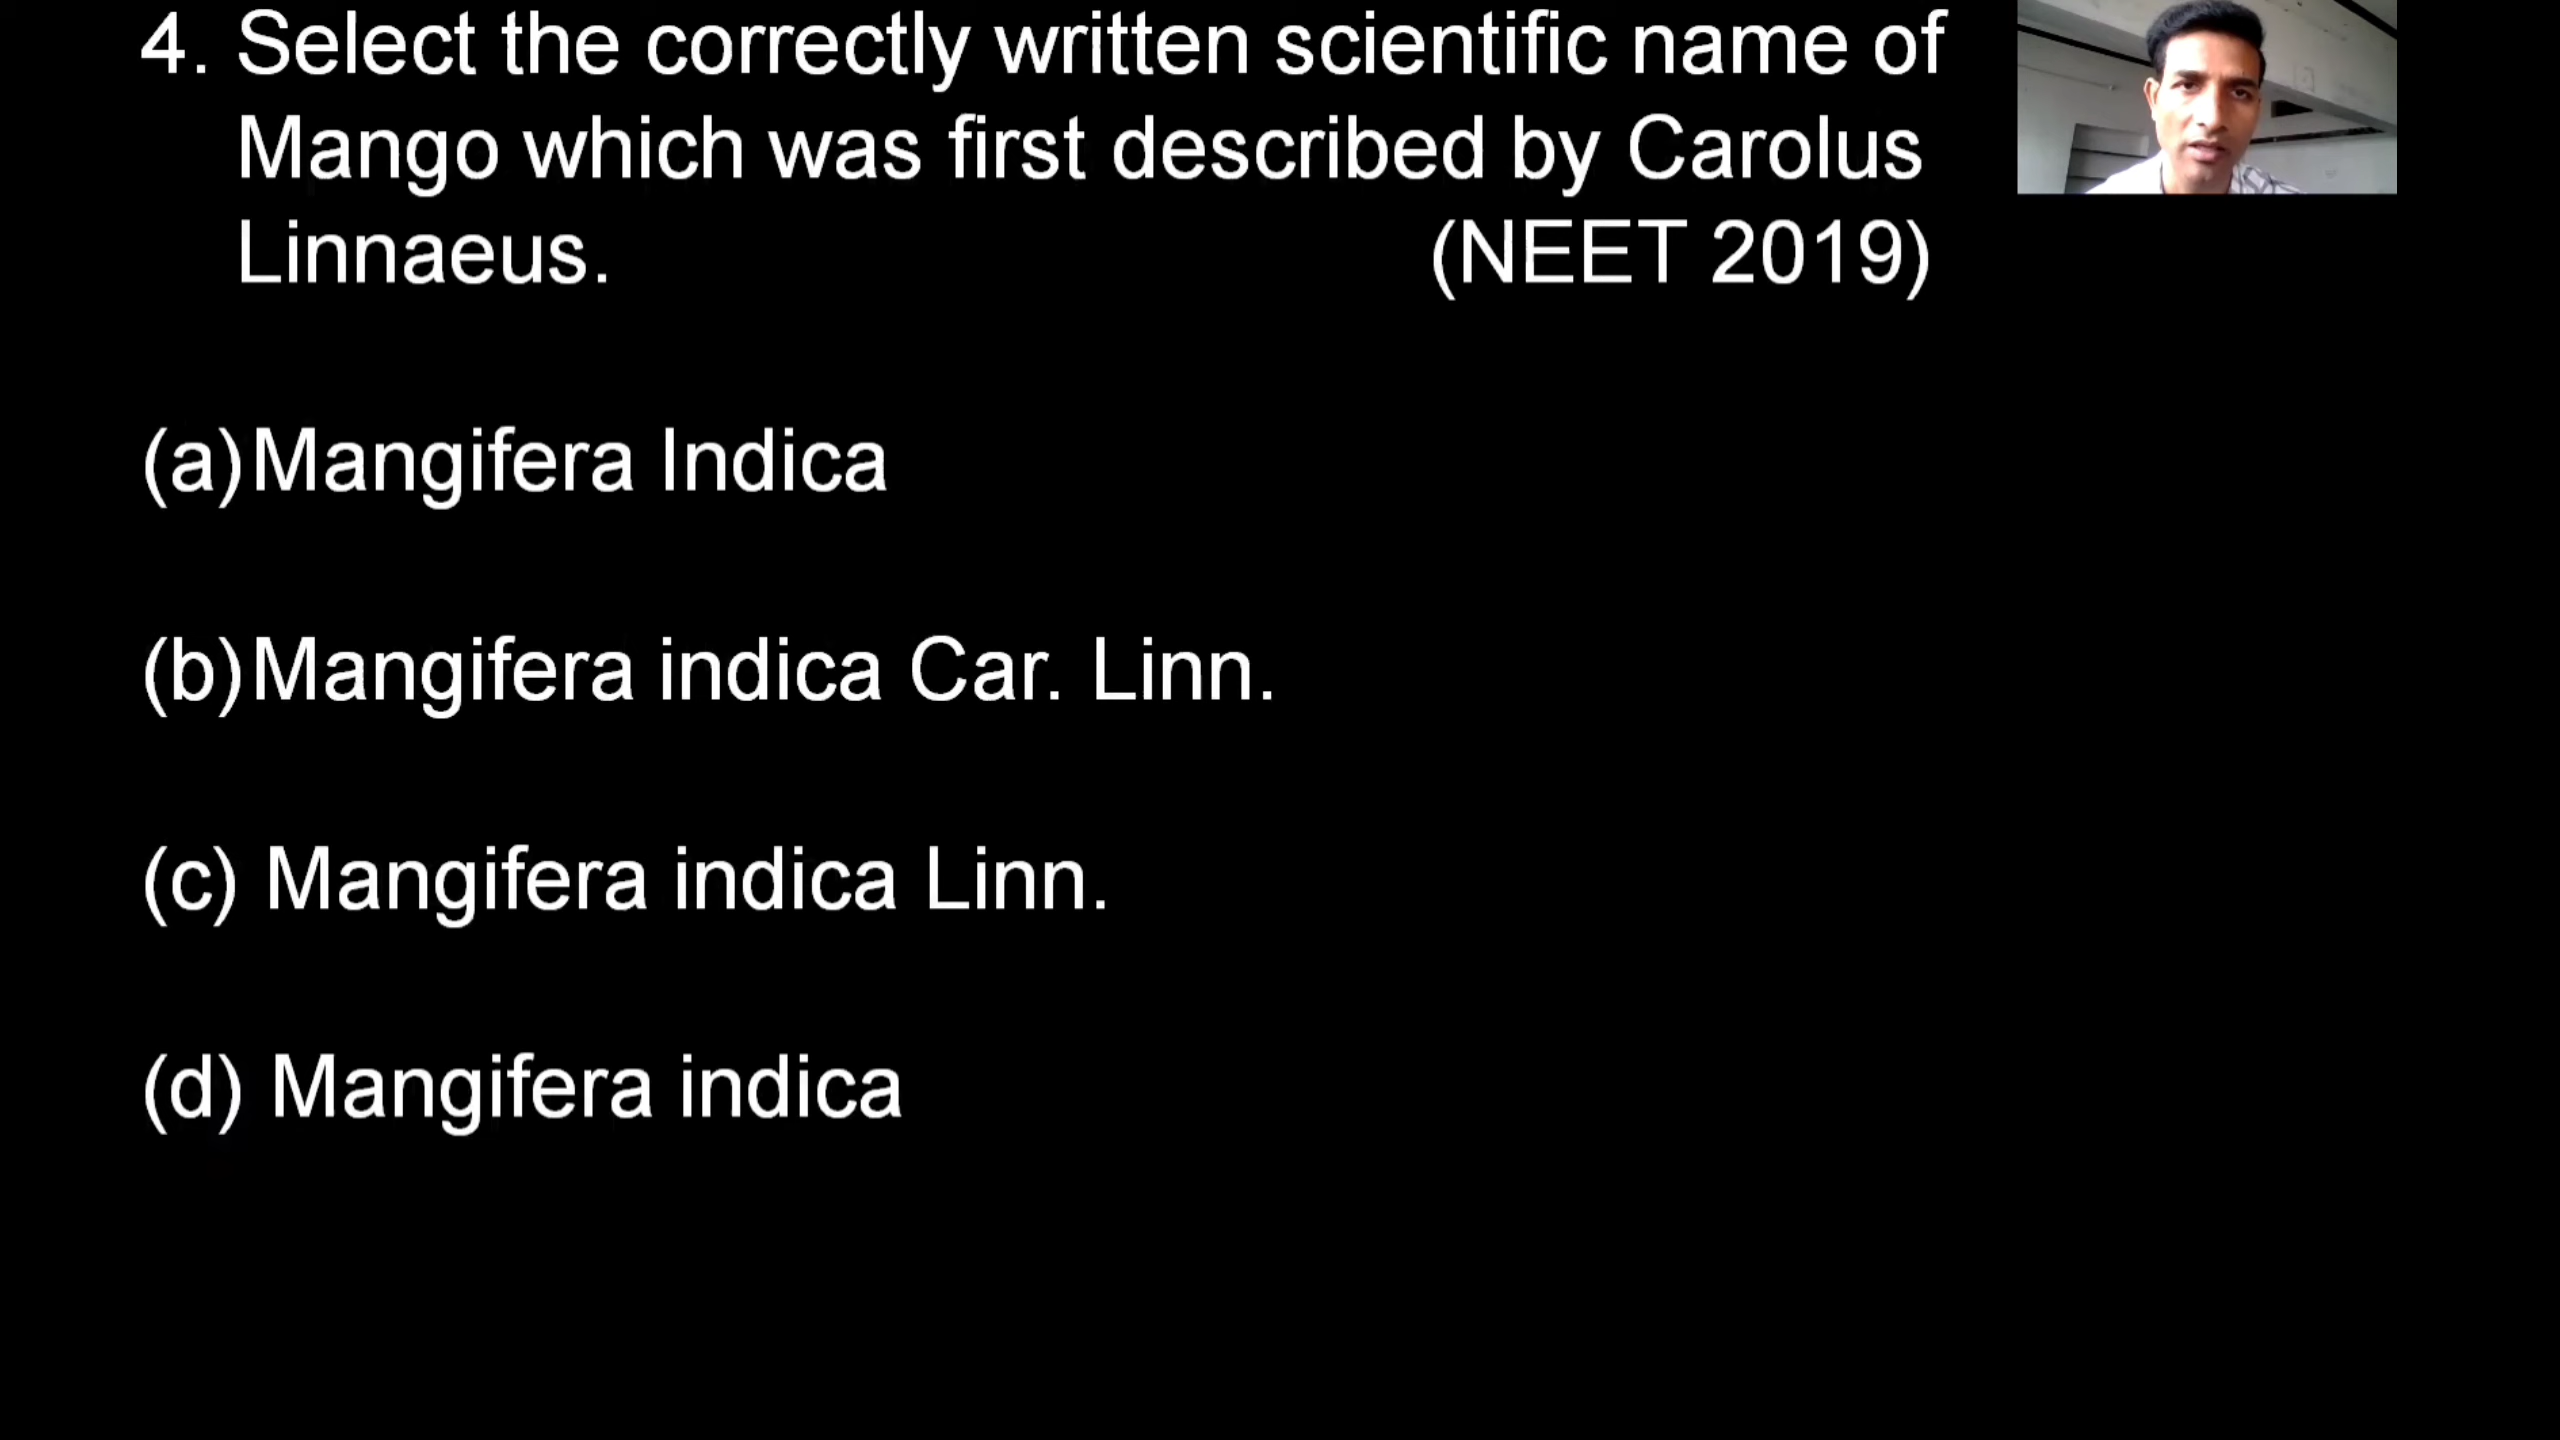 4. Select the correctly written scientific name of
Mango which was first described by Carolus
Linnaeus. (NEET 2019)
(a)Mangifera Indica
(b)Mangifera indica Car. Linn.
(c) Mangifera indica Linn.
(d) Mangifera indica